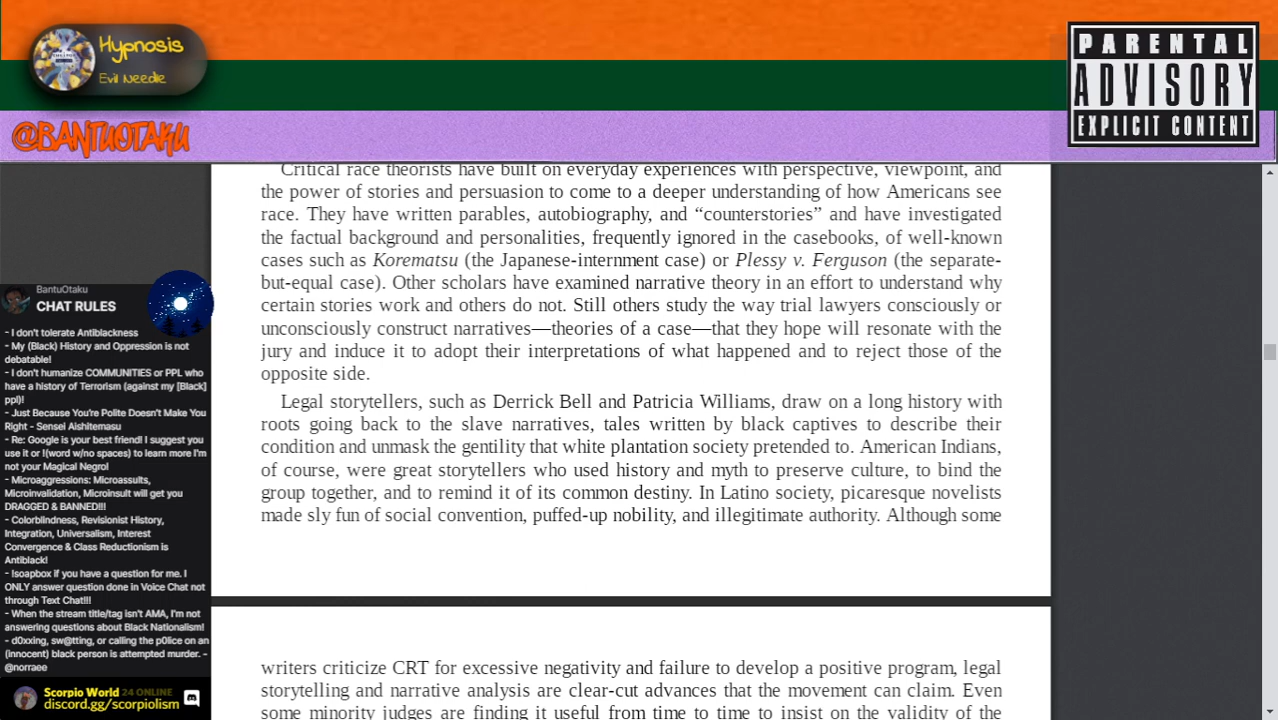 Hypnosis
Evil Needle
PARENTAL
ADVISORY
EXPLICIT CONTENT
@BANTUOTAKU
Critical race theorists have built on everyday experiences with perspective, viewpoint, and
the power of stories and persuasion to come to a deeper understanding of how Americans see
race. They have written parables, autobiography, and “counterstories” and have investigated
the factual background and personalities, frequently ignored in the casebooks, of well-known
cases such as Korematsu (the Japanese-internment case) or Plessy v. Ferguson (the separate-
but-equal case). Other scholars have examined narrative theory in an effort to understand why
certain stories work and others do not. Still others study the way trial lawyers consciously or
unconsciously construct narratives—theories of a case—that they hope will resonate with the
jury and induce it to adopt their interpretations of what happened and to reject those of the
opposite side.
Legal storytellers, such as Derrick Bell and Patricia Williams, draw on a long history with
roots going back to the slave narratives, tales written by black captives to describe their
condition and unmask the gentility that white plantation society pretended to. American Indians,
of course, were great storytellers who used history and myth to preserve culture, to bind the
group together, and to remind it of its common destiny. In Latino society, picaresque novelists
made sly fun of social convention, puffed-up nobility, and illegitimate authority. Although some
writers criticize CRT for excessive negativity and failure to develop a positive program, legal
storytelling and narrative analysis are clear-cut advances that the movement can claim. Even
some minority judges are finding it useful from time to time to insist on the validity of the
BantuOtaku
CHAT RULES
- I don't tolerate Antiblackness
- My (Black) History and Oppression is not
debatable!
- I don't humanize COMMUNITIES or PPL who
have a history of Terrorism (against my [Black]
ppl)!
- Just Because You're Polite Doesn't Make You
Right - Sensei Aishitemasu
- Re: Google is your best friend! I suggest you
use it or !(word w/no spaces) to learn more I'm
not your Magical Negro!
- Microaggressions: Microassults,
Microinvalidation, Microinsult will get you
DRAGGED & BANNED!!!
- Colorblindness, Revisionist History,
Integration, Universalism, Interest
Convergence & Class Reductionism is
Antiblack!
- !soapbox if you have a question for me. I
ONLY answer question done in Voice Chat not
through Text Chat!!!
- When the stream title/tag isn't AMA, I'm not
answering questions about Black Nationalism!
- d0xxing, sw@tting, or calling the p0lice on an
(innocent) black person is attempted murder. -
@norraee
Scorpio World 24 ONLINE
discord.gg/scorpiolism